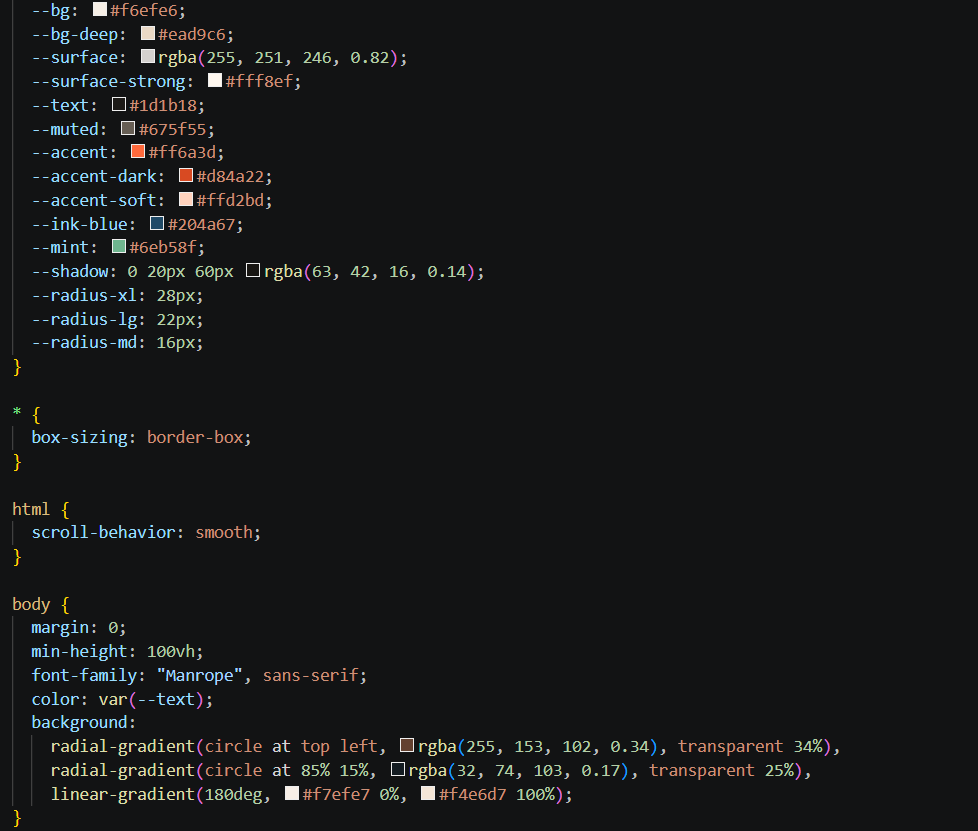 --bg: #f6efe6;
--bg-deep: #ead9c6;
--surface: rgba(255, 251, 246, 0.82);
--surface-strong: #fff8ef;
--text: #1d1b18;
--muted: #675f55;
--accent: #ff6a3d;
--accent-dark: #d84a22;
--accent-soft: #ffd2bd;
--ink-blue: #204a67;
--mint: #6eb58f;
--shadow: 0 20px 60px rgba(63, 42, 16, 0.14);
--radius-xl: 28px;
--radius-lg: 22px;
--radius-md: 16px;
}
* {
box-sizing: border-box;
}
html {
scroll-behavior: smooth;
}
body {
margin: 0;
min-height: 100vh;
font-family: "Manrope", sans-serif;
color: var(--text);
background:
radial-gradient(circle at top left, rgba(255, 153, 102, 0.34), transparent 34%),
radial-gradient(circle at 85% 15%, rgba(32, 74, 103, 0.17), transparent 25%),
linear-gradient(180deg, #f7efe7 0%, #f4e6d7 100%);
}